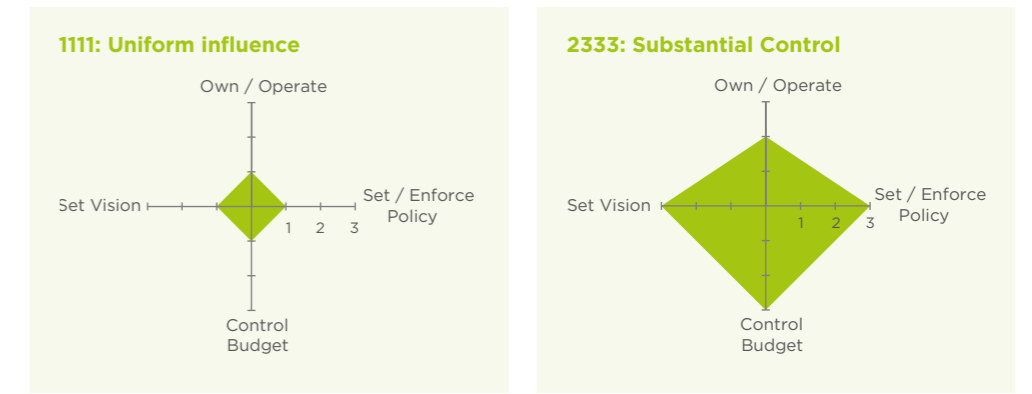 1111: Uniform influence
Own / Operate
Set Vision
Set / Enforce
Policy
1 2 3
Control
Budget
2333: Substantial Control
Own / Operate
Set Vision
Set / Enforce
Policy
1 2 3
Control
Budget